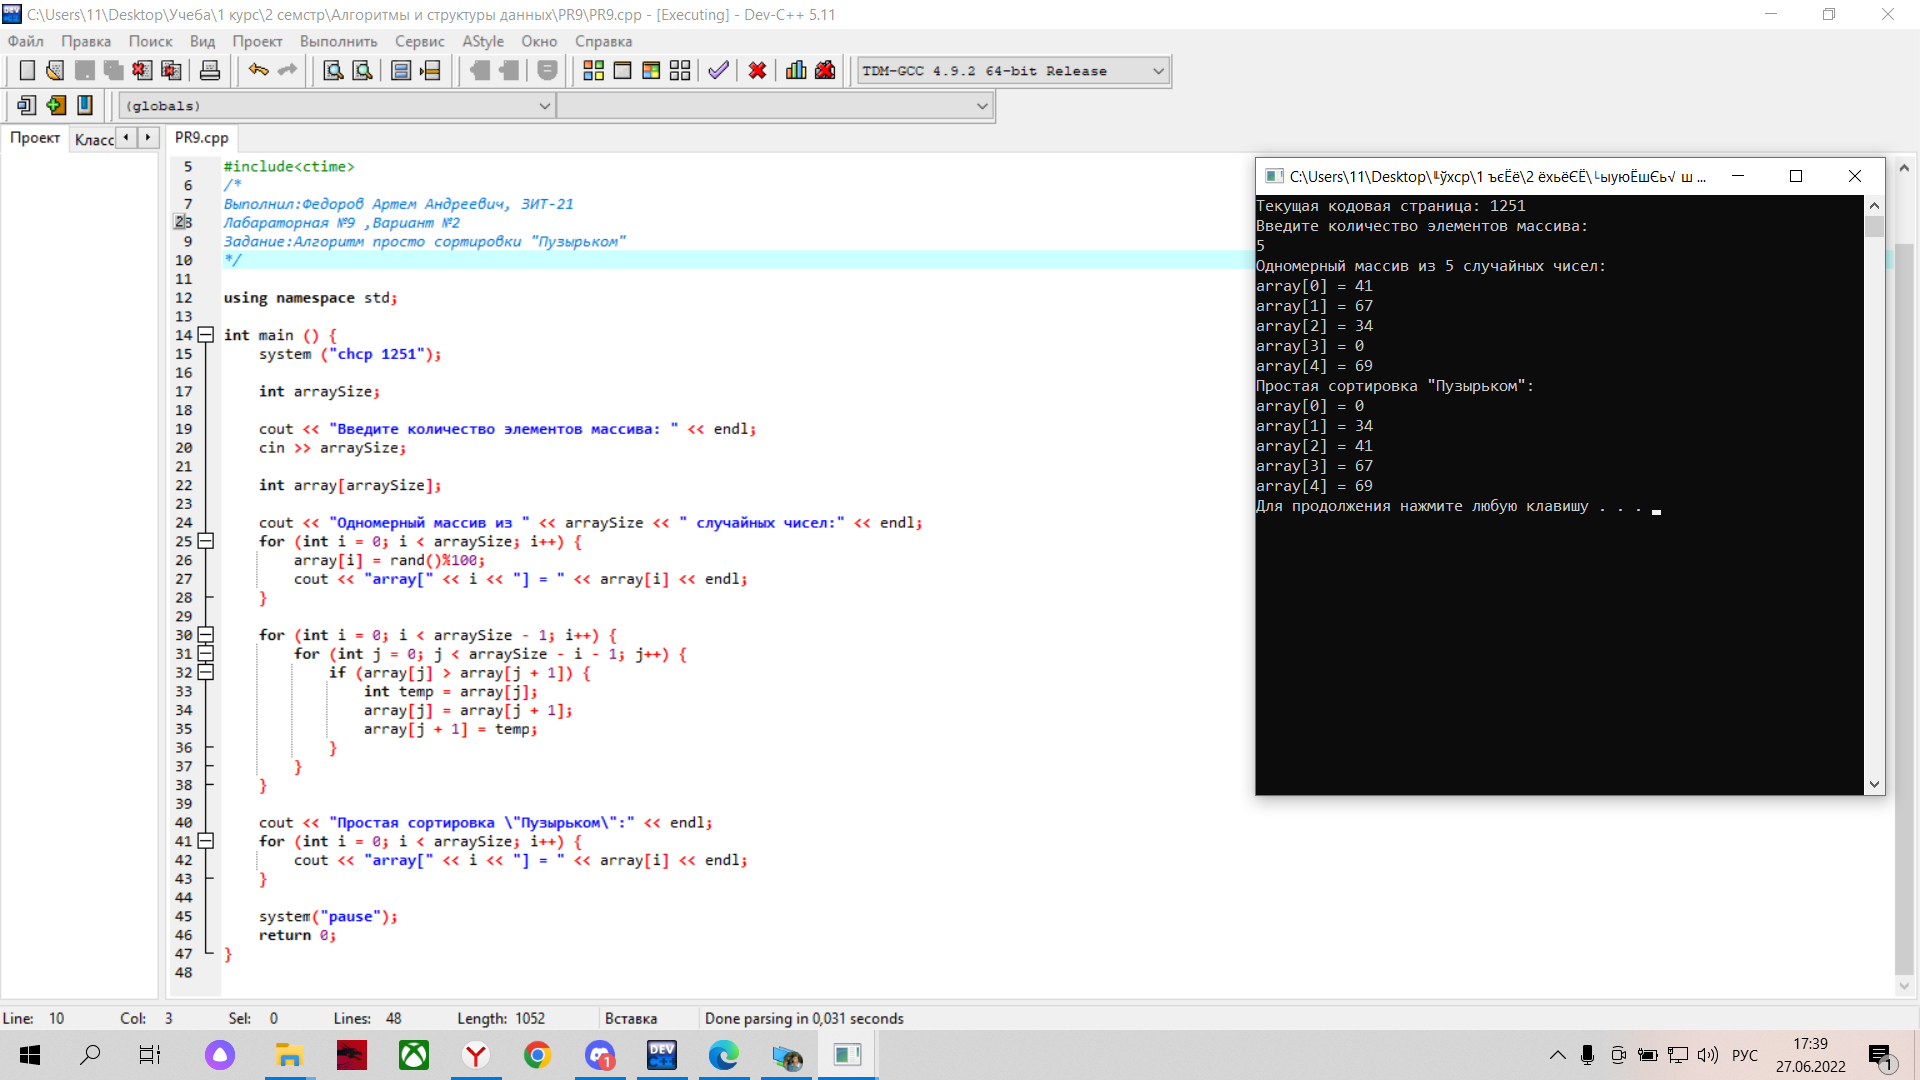 C:\Users\11\Desktop\Учеба\1 курс\2 семстр\Алгоритмы и структуры данных\PR9\PR9.cpp - [Executing] - Dev-C++ 5.11
Файл Правка Поиск Вид Проект Выполнить Сервис AStyle Окно Справка
TDM-GCC 4.9.2 64-bit Release
(globals)
Проект Класс PR9.cpp
5 #include<ctime>
6 /*
7 Выполнил:Федоров Артем Андреевич, ЗИТ-21
8 Лабараторная №9 ,Вариант №2
9 Задание:Алгоритм просто сортировки "Пузырьком"
10 */
11
12 using namespace std;
13
14 int main () {
15 system ("chcp 1251");
16
17 int arraySize;
18
19 cout << "Введите количество элементов массива: " << endl;
20 cin >> arraySize;
21
22 int array[arraySize];
23
24 cout << "Одномерный массив из " << arraySize << " случайных чисел:" << endl;
25 for (int i = 0; i < arraySize; i++) {
26 array[i] = rand()%100;
27 cout << "array[" << i << "] = " << array[i] << endl;
28 }
29
30 for (int i = 0; i < arraySize - 1; i++) {
31 for (int j = 0; j < arraySize - i - 1; j++) {
32 if (array[j] > array[j + 1]) {
33 int temp = array[j];
34 array[j] = array[j + 1];
35 array[j + 1] = temp;
36 }
37 }
38 }
39
40 cout << "Простая сортировка \"Пузырьком\":" << endl;
41 for (int i = 0; i < arraySize; i++) {
42 cout << "array[" << i << "] = " << array[i] << endl;
43 }
44
45 system("pause");
46 return 0;
47 }
48
C:\Users\11\Desktop\╙ўхср\1 ъєЁё\2 ёхьёЄЁ\└ыуюЁшЄь√ ш ...
Текущая кодовая страница: 1251
Введите количество элементов массива:
5
Одномерный массив из 5 случайных чисел:
array[0] = 41
array[1] = 67
array[2] = 34
array[3] = 0
array[4] = 69
Простая сортировка "Пузырьком":
array[0] = 0
array[1] = 34
array[2] = 41
array[3] = 67
array[4] = 69
Для продолжения нажмите любую клавишу . . .
Line: 10 Col: 3 Sel: 0 Lines: 48 Length: 1052 Вставка Done parsing in 0,031 seconds
DEV C++ 1 РУС 17:39
27.06.2022 1